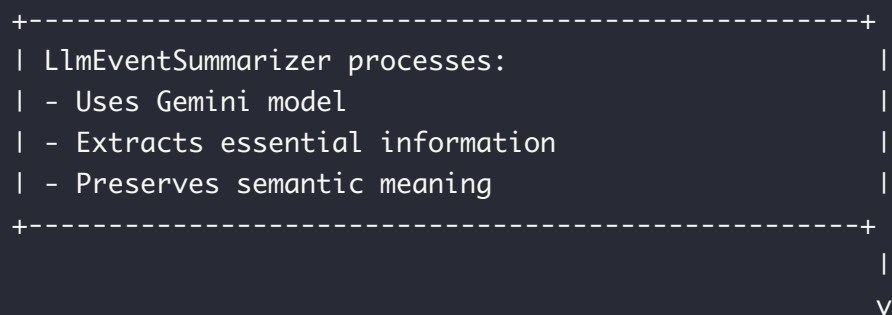 +----------------------------------------------------+
| LlmEventSummarizer processes:                       |
| - Uses Gemini model                                 |
| - Extracts essential information                    |
| - Preserves semantic meaning                        |
+----------------------------------------------------+
                                                      |
                                                      v